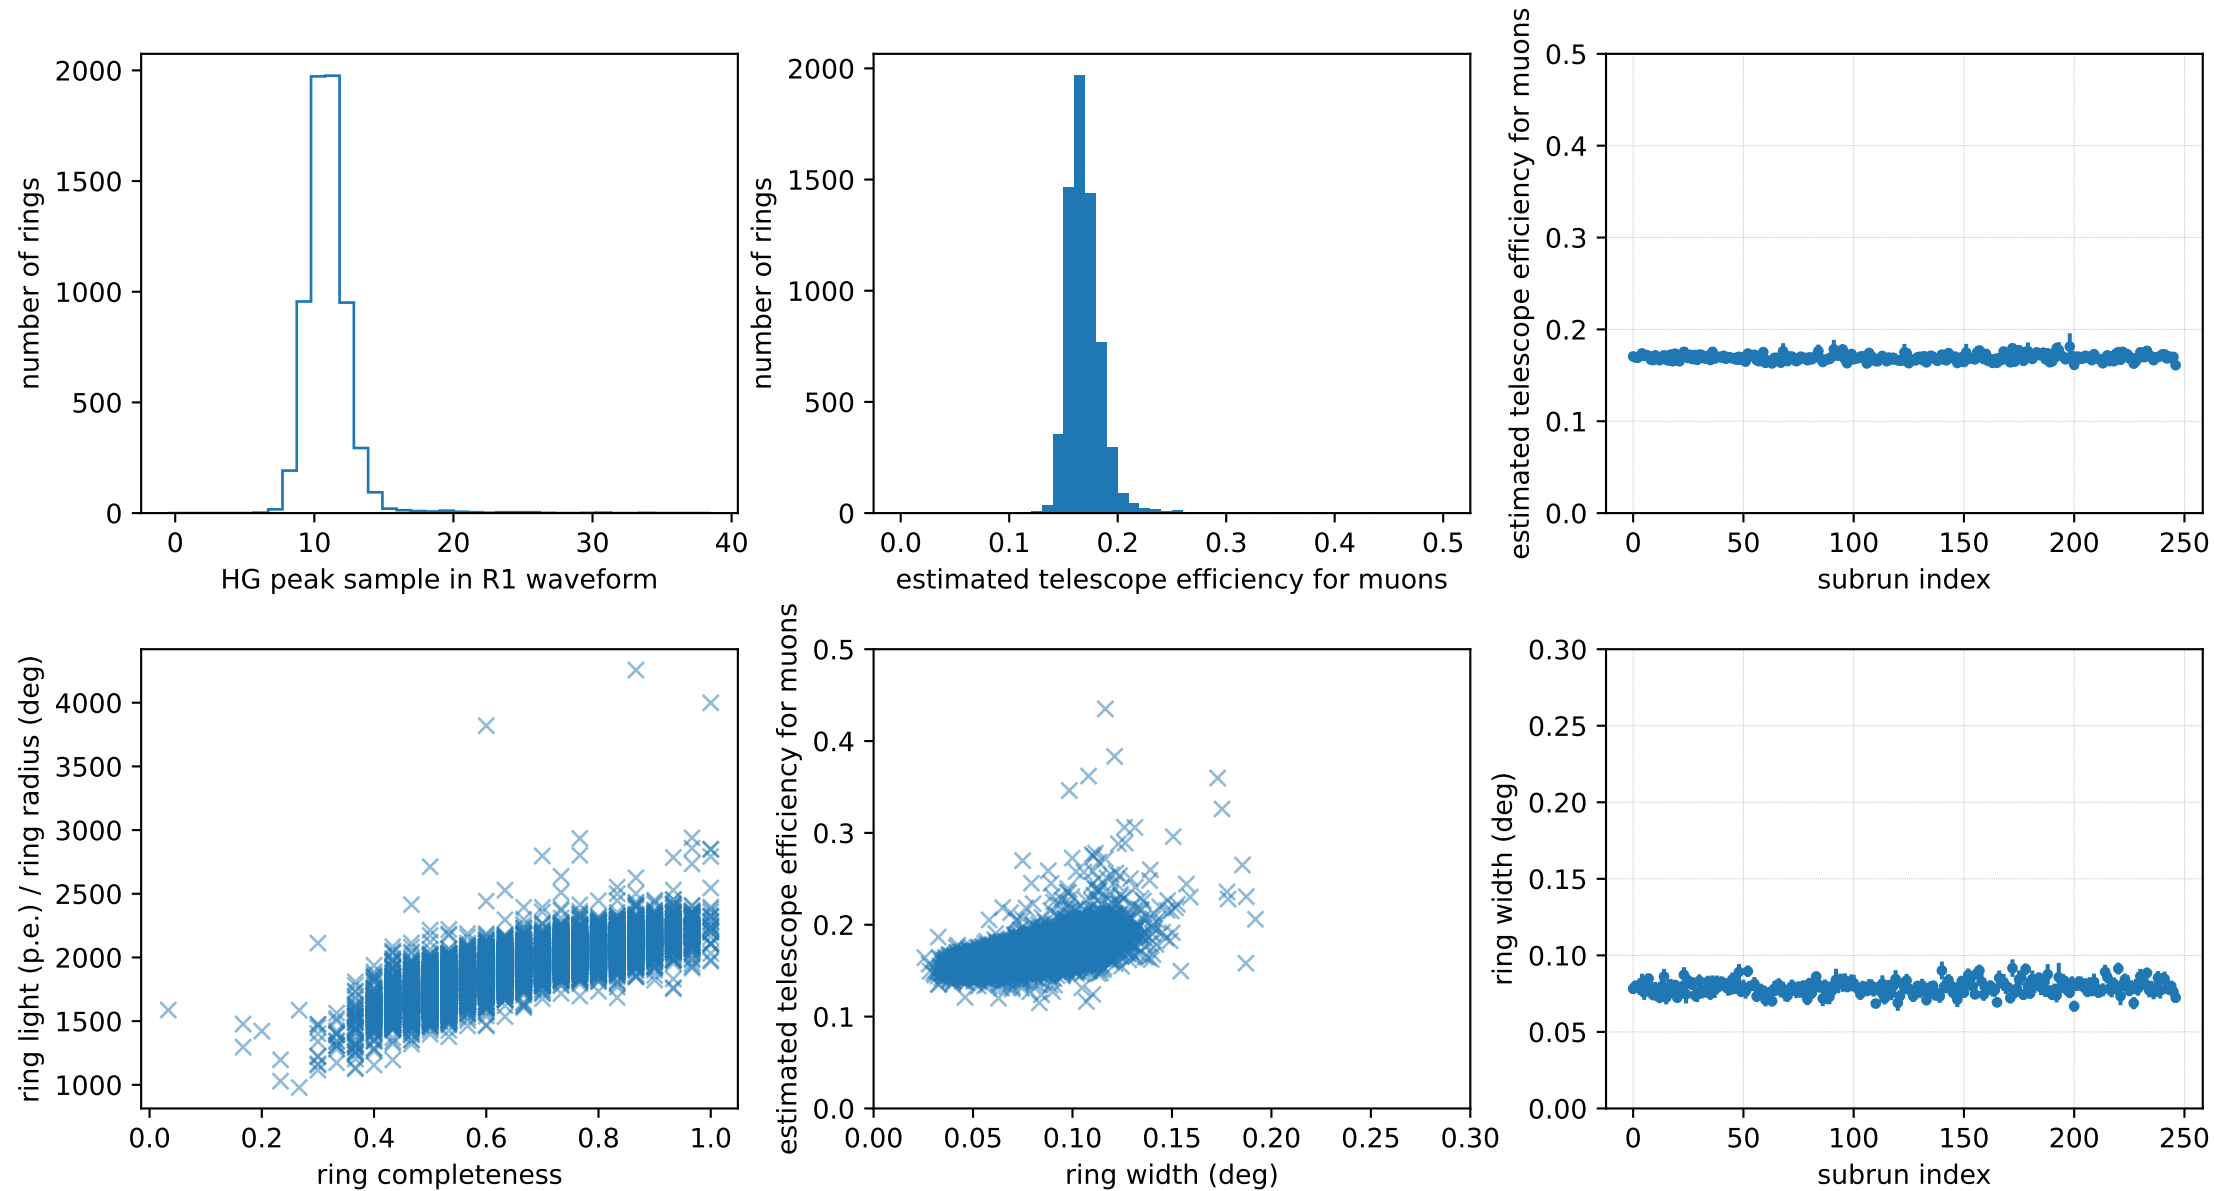 2000
1500
1000
500
0
number of rings
0 10 20 30 40
HG peak sample in R1 waveform
2000
1500
1000
500
0
number of rings
0.0 0.1 0.2 0.3 0.4 0.5
estimated telescope efficiency for muons
0.5
0.4
0.3
0.2
0.1
0.0
estimated telescope efficiency for muons
0 50 100 150 200 250
subrun index
4000
3500
3000
2500
2000
1500
1000
ring light (p.e.) / ring radius (deg)
0.0 0.2 0.4 0.6 0.8 1.0
ring completeness
0.5
0.4
0.3
0.2
0.1
0.0
estimated telescope efficiency for muons
0.00 0.05 0.10 0.15 0.20 0.25 0.30
ring width (deg)
0.30
0.25
0.20
0.15
0.10
0.05
0.00
ring width (deg)
0 50 100 150 200 250
subrun index